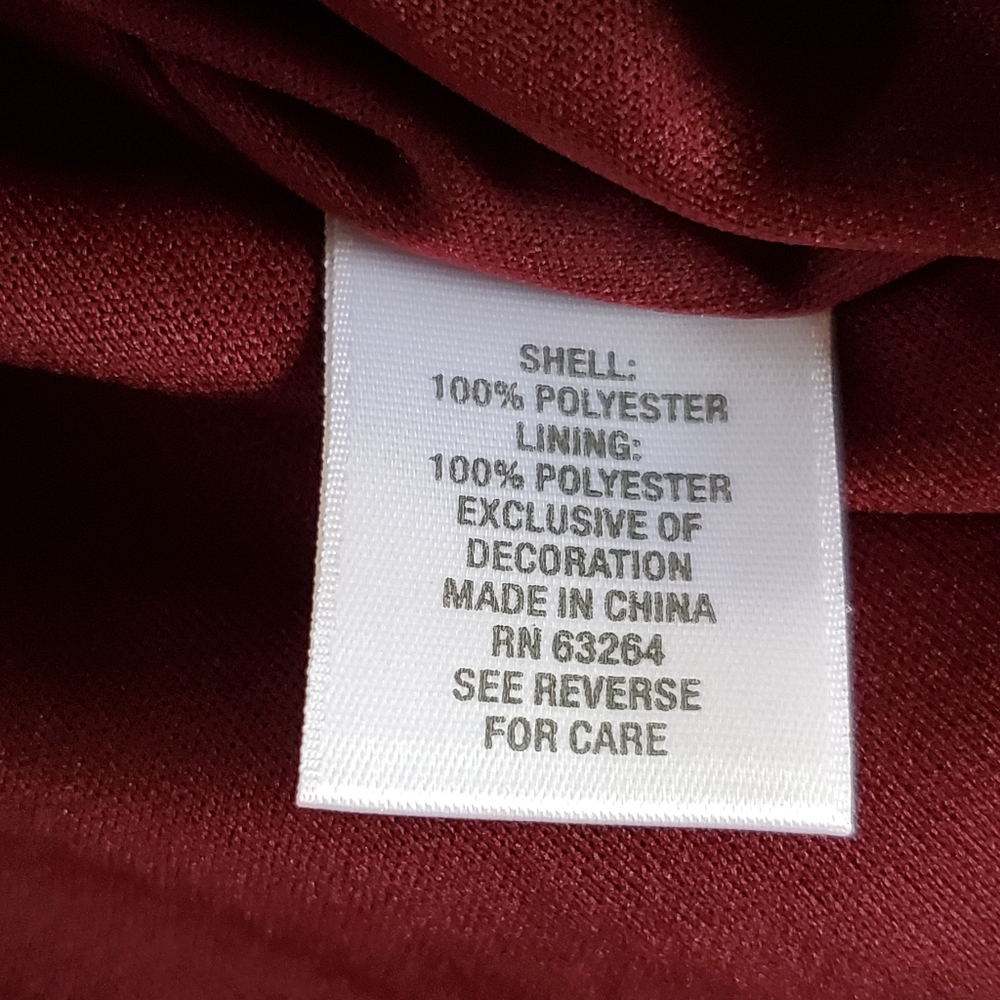 SHELL:
100% POLYESTER
LINING:
100% POLYESTER
EXCLUSIVE OF
DECORATION
MADE IN CHINA
RN 63264
SEE REVERSE
FOR CARE